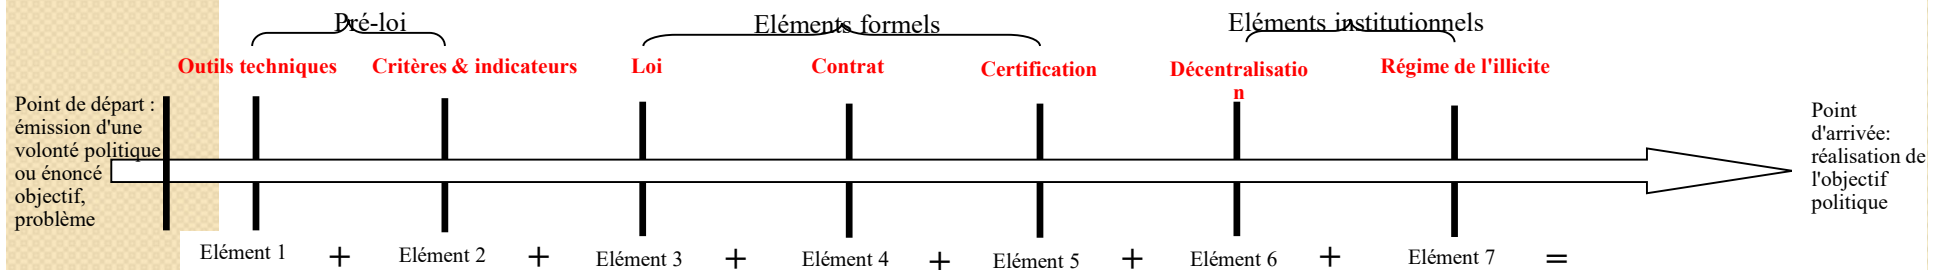 Pré-loi
Eléments formels
Eléments institutionnels
Outils techniques
Critères & indicateurs
Loi
Contrat
Certification
Décentralisatio
n
Régime de l'illicite
Point de départ :
émission d'une
volonté politique
ou énoncé
objectif,
problème
Point
d'arrivée:
réalisation de
l'objectif
politique
Elément 1 + Elément 2 + Elément 3 + Elément 4 + Elément 5 + Elément 6 + Elément 7 =